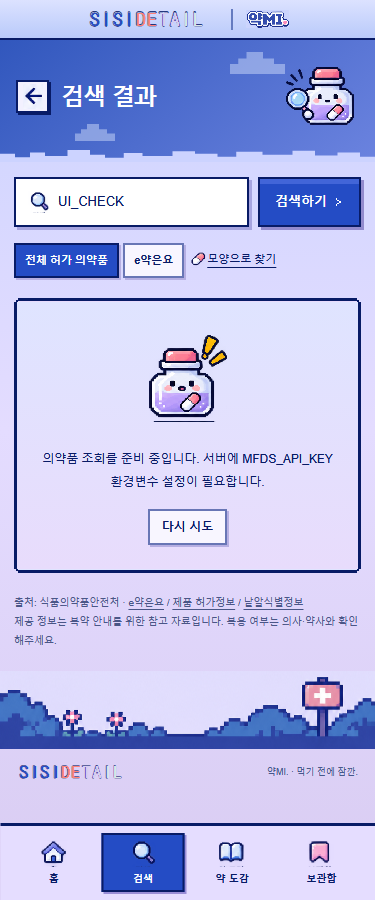 SISIDETAIL 약MI.
검색 결과
UI_CHECK
검색하기 >
전체 허가 의약품 e약은요 모양으로 찾기
의약품 조회를 준비 중입니다. 서버에 MFDS_API_KEY
환경변수 설정이 필요합니다.
다시 시도
출처: 식품의약품안전처 · e약은요 / 제품 허가정보 / 낱알식별정보
제공 정보는 복약 안내를 위한 참고 자료입니다. 복용 여부는 의사·약사와 확인
해주세요.
SISIDETAIL
약MI. · 먹기 전에 잠깐.
홈 검색 약 도감 보관함